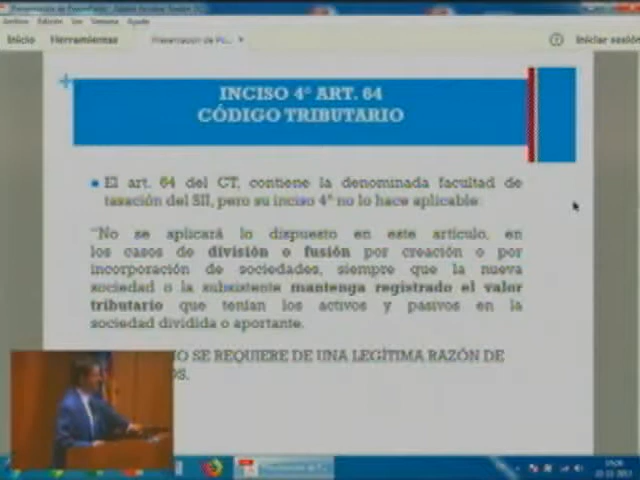 Inicio Herramientas Presentación de Po... Iniciar sesión
INCISO 4° ART. 64
CÓDIGO TRIBUTARIO
El art. 64 del CT, contiene la denominada facultad de
tasación del SII, pero su inciso 4° no lo hace aplicable:
"No se aplicará lo dispuesto en este artículo, en
los casos de división o fusión por creación o por
incorporación de sociedades, siempre que la nueva
sociedad o la subsistente mantenga registrado el valor
tributario que tenían los activos y pasivos en la
sociedad dividida o aportante.
NO SE REQUIERE DE UNA LEGÍTIMA RAZÓN DE
OS.